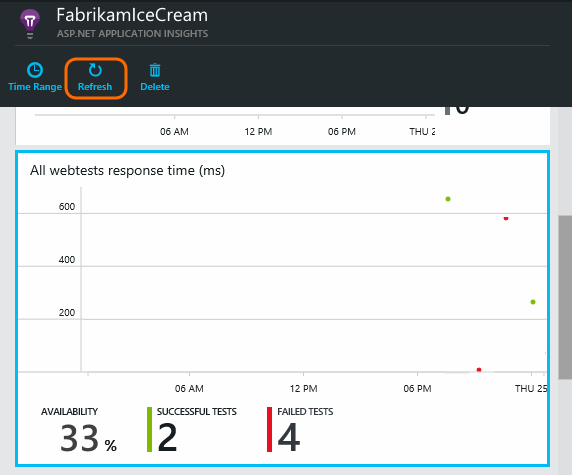 FabrikamIceCream
ASP.NET APPLICATION INSIGHTS
Time Range Refresh Delete
06 AM 12 PM 06 PM THU 2
All webtests response time (ms)
600
400
200
06 AM 12 PM 06 PM THU 25
AVAILABILITY SUCCESSFUL TESTS FAILED TESTS
33 % 2 4